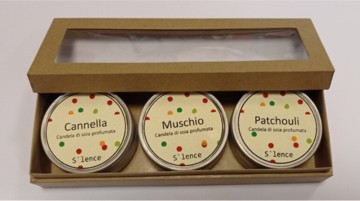 Cannella
Candela di soia profumata
S´lence
Muschio
Candela di soia profumata
S´lence
Patchouli
Candela di soia profumata
S´lence